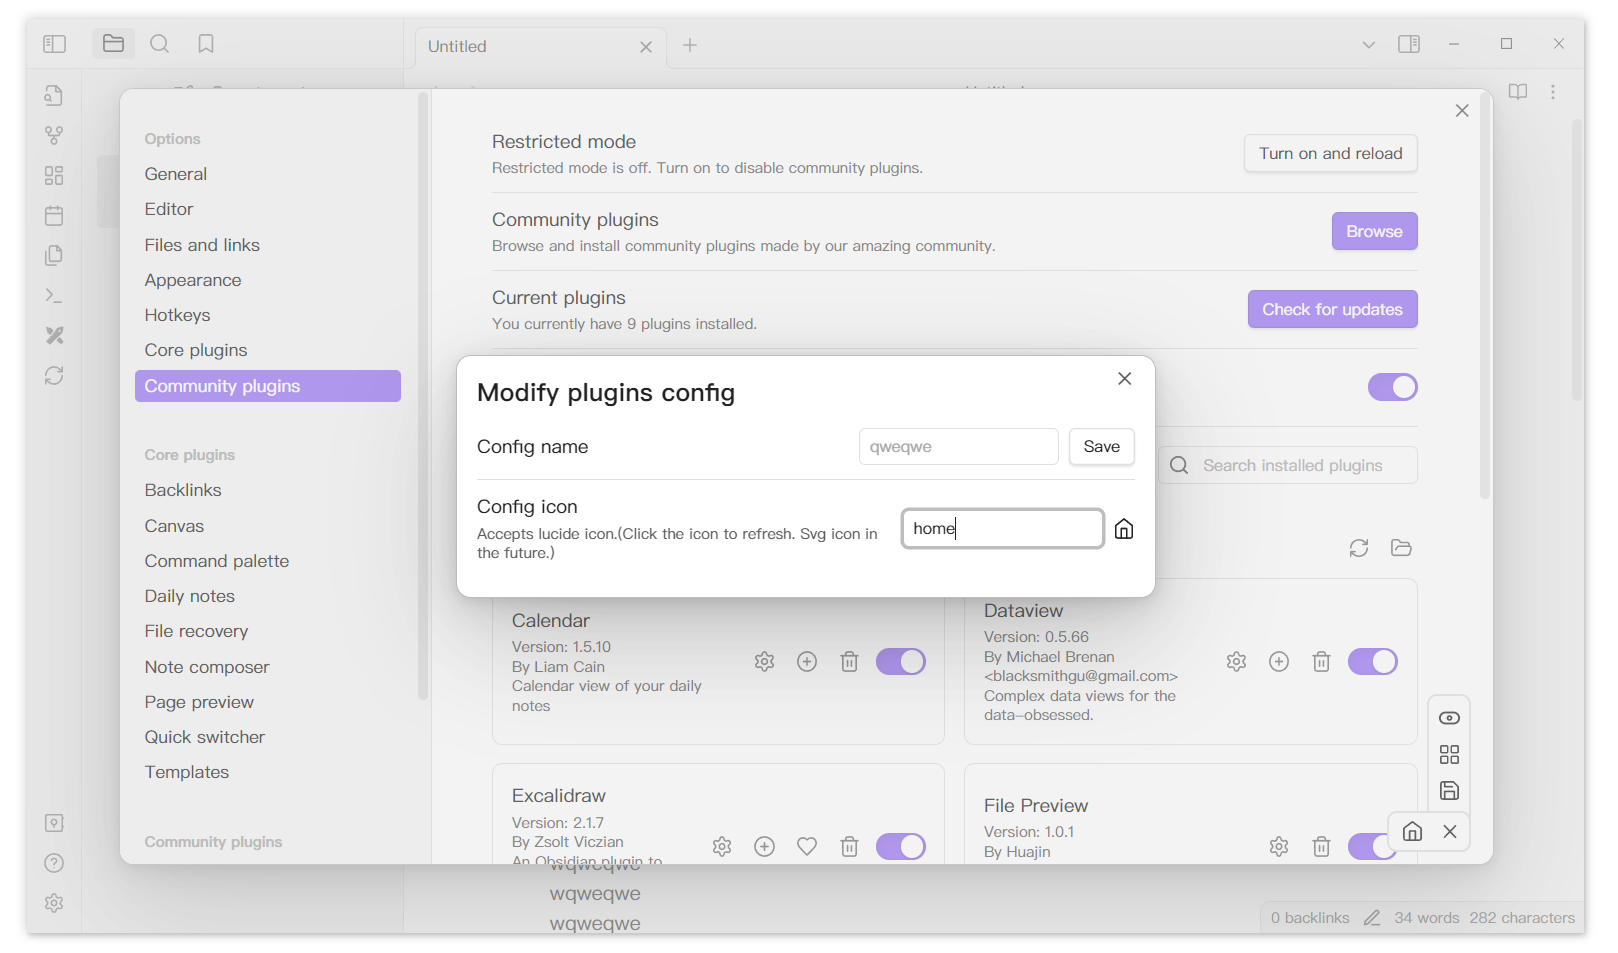 Untitled
Options
General
Editor
Files and links
Appearance
Hotkeys
Core plugins
Community plugins
Core plugins
Backlinks
Canvas
Command palette
Daily notes
File recovery
Note composer
Page preview
Quick switcher
Templates
Community plugins
Restricted mode
Restricted mode is off. Turn on to disable community plugins.
Turn on and reload
Community plugins
Browse and install community plugins made by our amazing community.
Browse
Current plugins
You currently have 9 plugins installed.
Check for updates
Modify plugins config
Config name
qweqwe
Save
Config icon
Accepts lucide icon.(Click the icon to refresh. Svg icon in
the future.)
home
Search installed plugins
Calendar
Version: 1.5.10
By Liam Cain
Calendar view of your daily
notes
Dataview
Version: 0.5.66
By Michael Brenan
<blacksmithgu@gmail.com>
Complex data views for the
data-obsessed.
Excalidraw
Version: 2.1.7
By Zsolt Viczian
An Obsidian plugin to
File Preview
Version: 1.0.1
By Huajin
wqweqwe
wqweqwe
wqweqwe
0 backlinks
34 words
282 characters